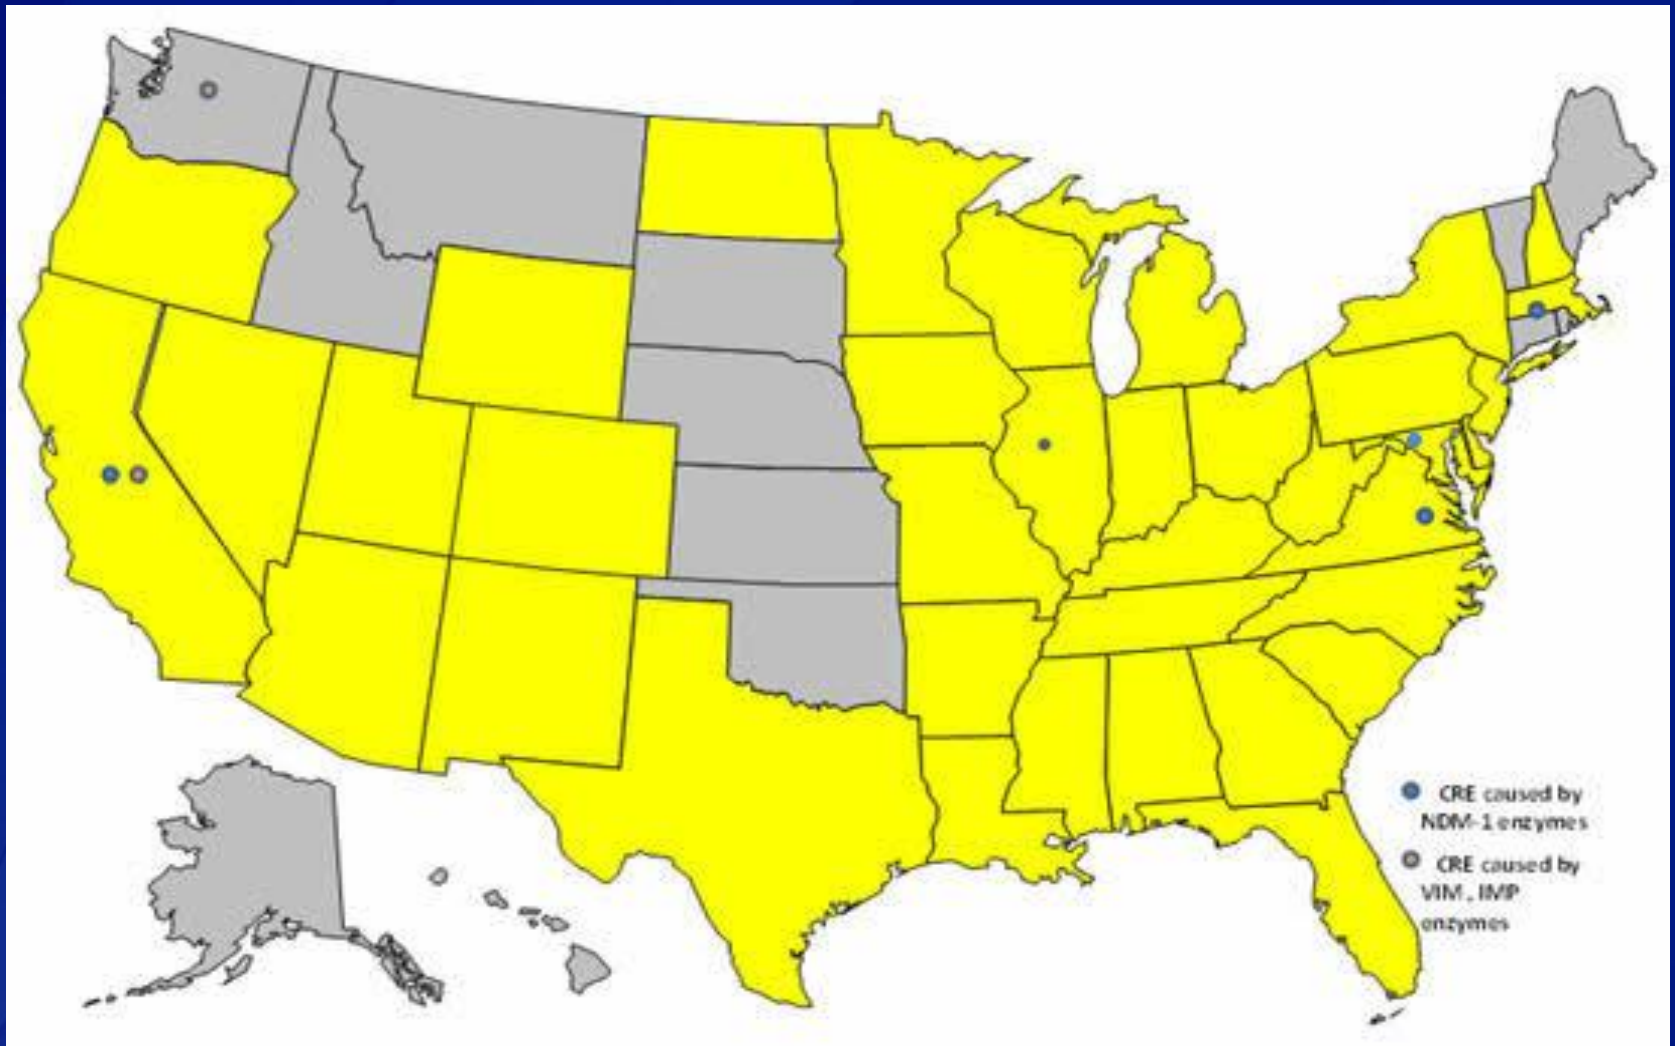 CRE caused by
NDM-1 enzymes
CRE caused by
VIM , IMP
enzymes